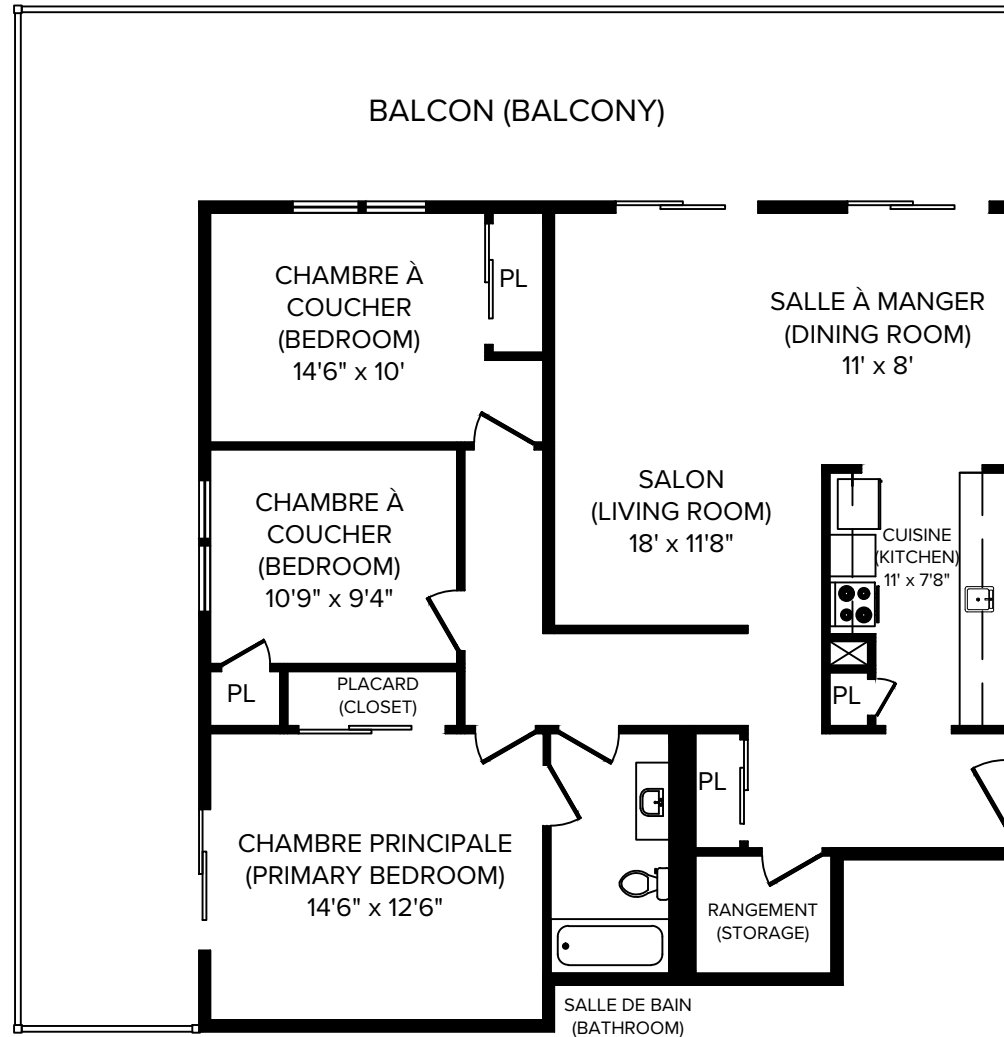 BALCON (BALCONY)
CHAMBRE À
COUCHER
(BEDROOM)
14'6" x 10'
PL
SALLE À MANGER
(DINING ROOM)
11' x 8'
SALON
(LIVING ROOM)
18' x 11'8"
CUISINE
(KITCHEN)
11' x 7'8"
CHAMBRE À
COUCHER
(BEDROOM)
10'9" x 9'4"
PL
PLACARD
(CLOSET)
PL
PL
CHAMBRE PRINCIPALE
(PRIMARY BEDROOM)
14'6" x 12'6"
RANGEMENT
(STORAGE)
SALLE DE BAIN
(BATHROOM)